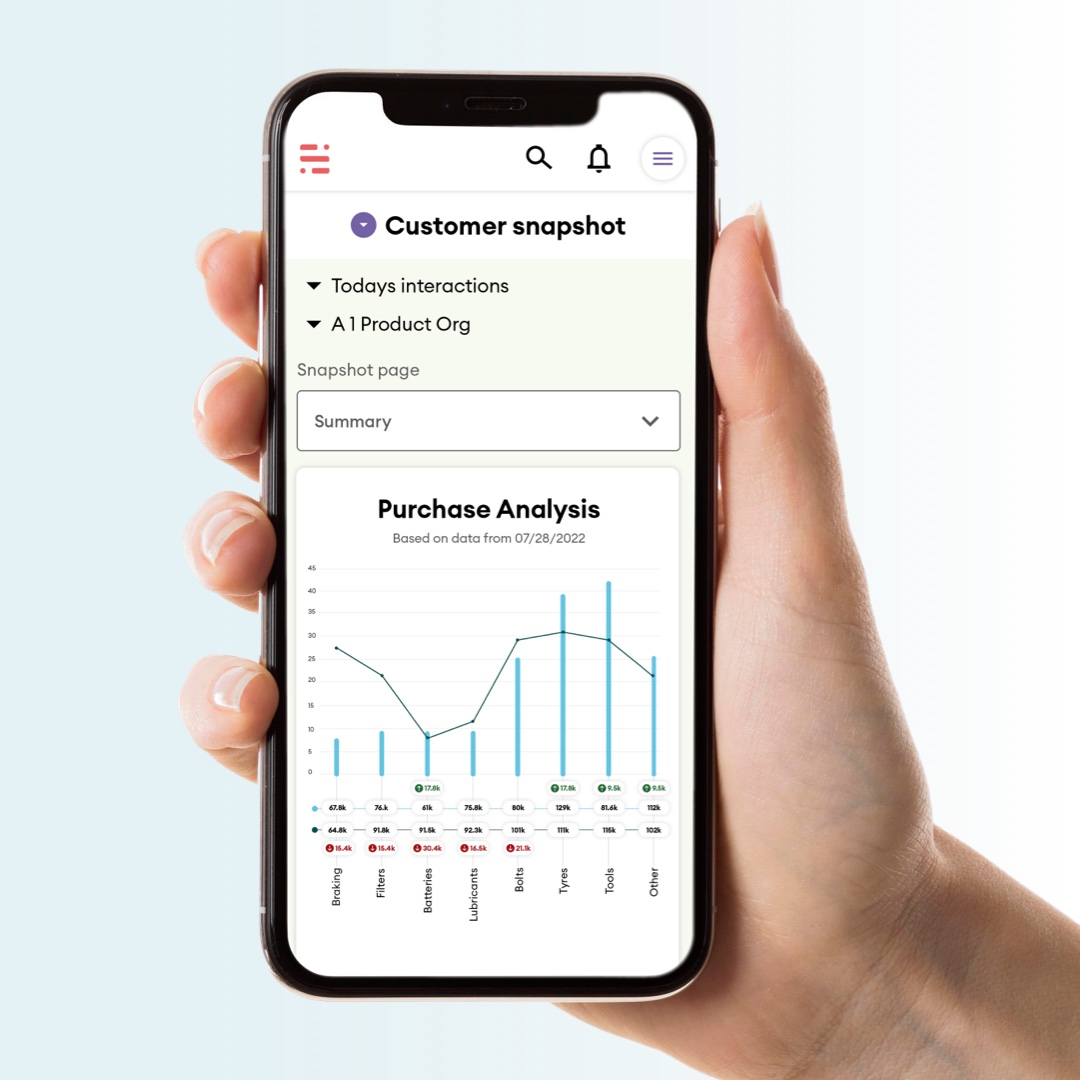 Customer snapshot
Todays interactions
A 1 Product Org
Snapshot page
Summary
Purchase Analysis
Based on data from 07/28/2022
45
40
35
30
25
20
15
10
5
0
17.8k 17.8k 9.5k 9.5k
67.8k 76.k 61k 75.8k 80k 129k 81.6k 112k
64.8k 91.8k 91.5k 92.3k 101k 111k 115k 102k
15.4k 15.4k 30.4k 16.5k 21.1k
Braking Filters Batteries Lubricants Bolts Tyres Tools Other